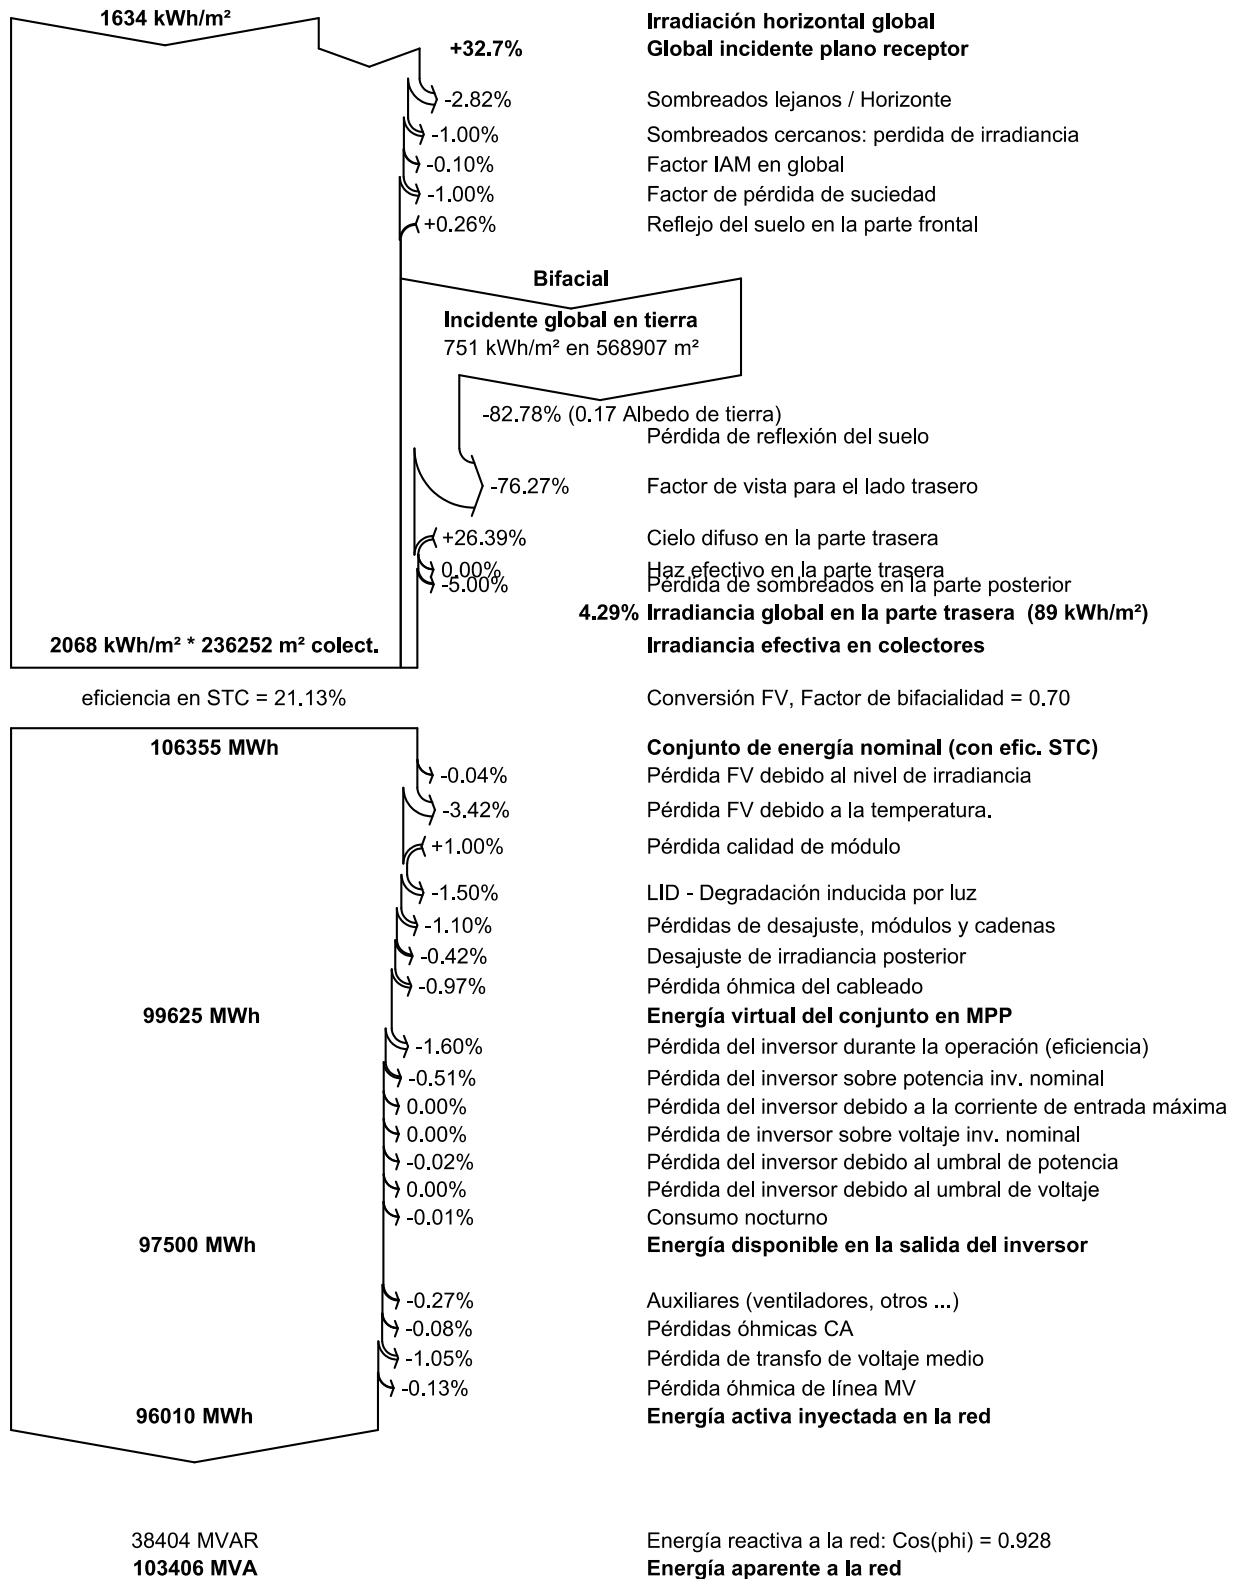 1634 kWh/m² Irradiación horizontal global
+32.7% Global incidente plano receptor
-2.82% Sombreados lejanos / Horizonte
-1.00% Sombreados cercanos: perdida de irradiancia
-0.10% Factor IAM en global
-1.00% Factor de pérdida de suciedad
+0.26% Reflejo del suelo en la parte frontal
Bifacial
Incidente global en tierra
751 kWh/m² en 568907 m²
-82.78% (0.17 Albedo de tierra)
Pérdida de reflexión del suelo
-76.27% Factor de vista para el lado trasero
+26.39% Cielo difuso en la parte trasera
0.00% Haz efectivo en la parte trasera
-5.00% Pérdida de sombreados en la parte posterior
4.29% Irradiancia global en la parte trasera (89 kWh/m²)
2068 kWh/m² * 236252 m² colect. Irradiancia efectiva en colectores
eficiencia en STC = 21.13% Conversión FV, Factor de bifacialidad = 0.70
106355 MWh Conjunto de energía nominal (con efic. STC)
-0.04% Pérdida FV debido al nivel de irradiancia
-3.42% Pérdida FV debido a la temperatura.
+1.00% Pérdida calidad de módulo
-1.50% LID - Degradación inducida por luz
-1.10% Pérdidas de desajuste, módulos y cadenas
-0.42% Desajuste de irradiancia posterior
-0.97% Pérdida óhmica del cableado
99625 MWh Energía virtual del conjunto en MPP
-1.60% Pérdida del inversor durante la operación (eficiencia)
-0.51% Pérdida del inversor sobre potencia inv. nominal
0.00% Pérdida del inversor debido a la corriente de entrada máxima
0.00% Pérdida de inversor sobre voltaje inv. nominal
-0.02% Pérdida del inversor debido al umbral de potencia
0.00% Pérdida del inversor debido al umbral de voltaje
-0.01% Consumo nocturno
97500 MWh Energía disponible en la salida del inversor
-0.27% Auxiliares (ventiladores, otros ...)
-0.08% Pérdidas óhmicas CA
-1.05% Pérdida de transfo de voltaje medio
-0.13% Pérdida óhmica de línea MV
96010 MWh Energía activa inyectada en la red
38404 MVAR Energía reactiva a la red: Cos(phi) = 0.928
103406 MVA Energía aparente a la red